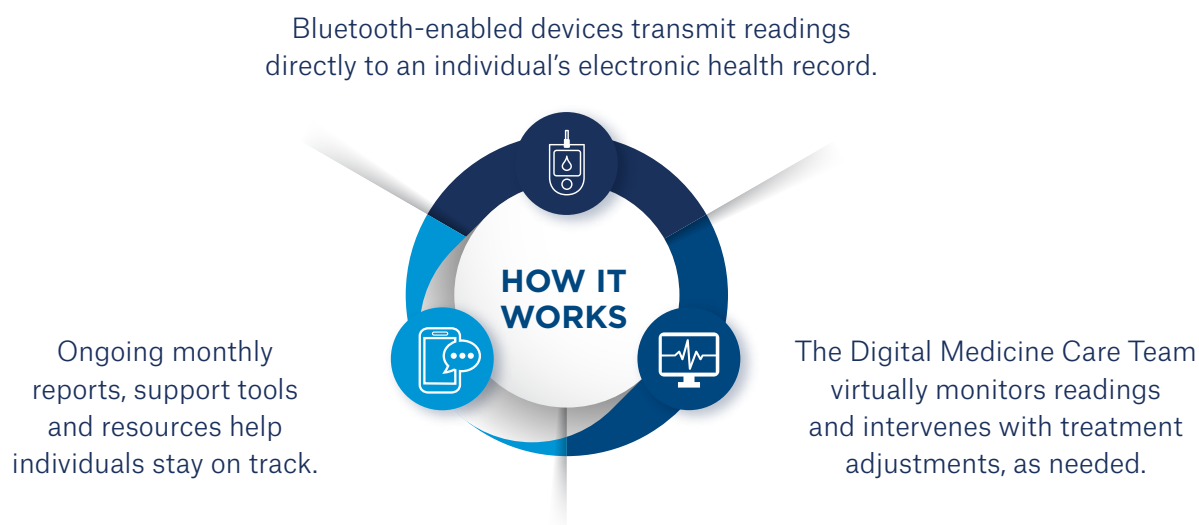 Bluetooth-enabled devices transmit readings
directly to an individual’s electronic health record.
HOW IT
WORKS
The Digital Medicine Care Team
virtually monitors readings
and intervenes with treatment
adjustments, as needed.
Ongoing monthly
reports, support tools
and resources help
individuals stay on track.